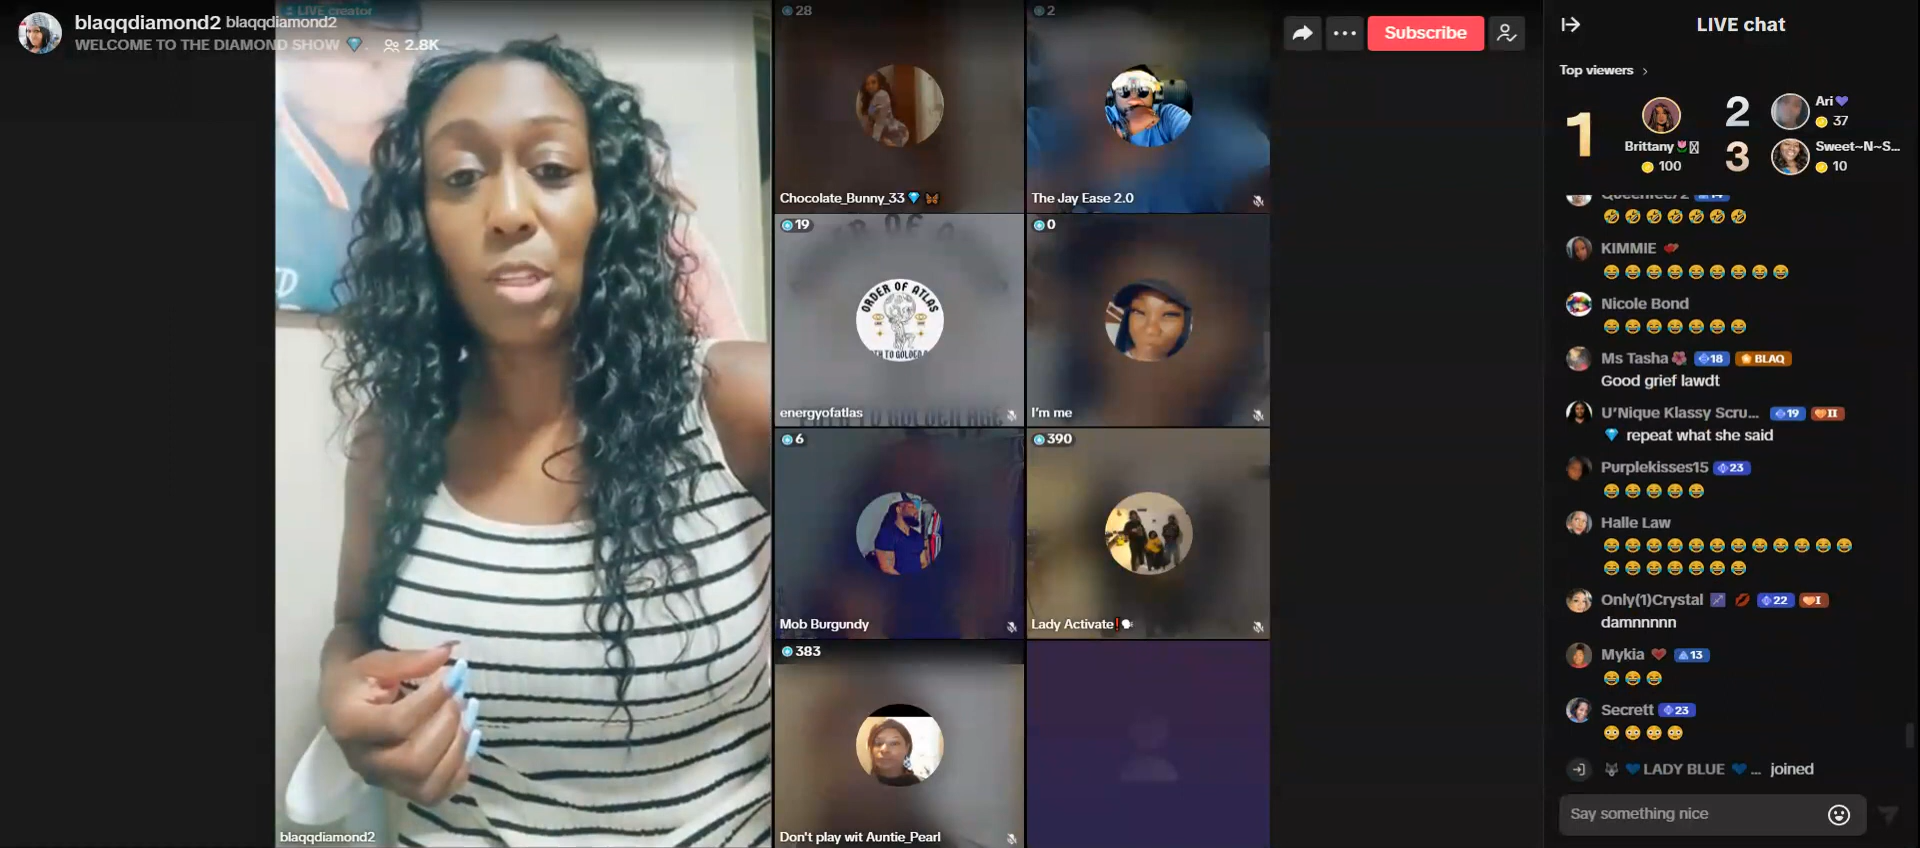 blaqqdiamond2 blaqqdiamond2
WELCOME TO THE DIAMOND SHOW 💎. 2.8K
LIVE creator
blaqqdiamond2
28
Chocolate_Bunny_33 💎 🦋
2
The Jay Ease 2.0
19
ORDER OF ATLAS
energyofatlas
0
I'm me
6
Mob Burgundy
390
Lady Activate❗🗣
383
Don't play wit Auntie_Pearl
Subscribe
LIVE chat
Top viewers >
1
Brittany🌷
100
2
Ari💜
37
3
Sweet~N~S...
10
🤣🤣🤣🤣🤣🤣🤣
KIMMIE 💋
😂😂😂😂😂😂😂😂😂
Nicole Bond
😂😂😂😂😂😂😂
Ms Tasha🌺 18 BLAQ
Good grief lawdt
U'Nique Klassy Scru... 19 II
💎 repeat what she said
Purplekisses15 23
😂😂😂😂😂
Halle Law
😂😂😂😂😂😂😂😂😂😂😂😂
😂😂😂😂😂😂😂
Only(1)Crystal ♐ 💋 22 I
damnnnnn
Mykia ❤️ 13
😂😂😂
Secrett 23
😳😳😳😳
🐺 💙LADY BLUE 💙 ... joined
Say something nice